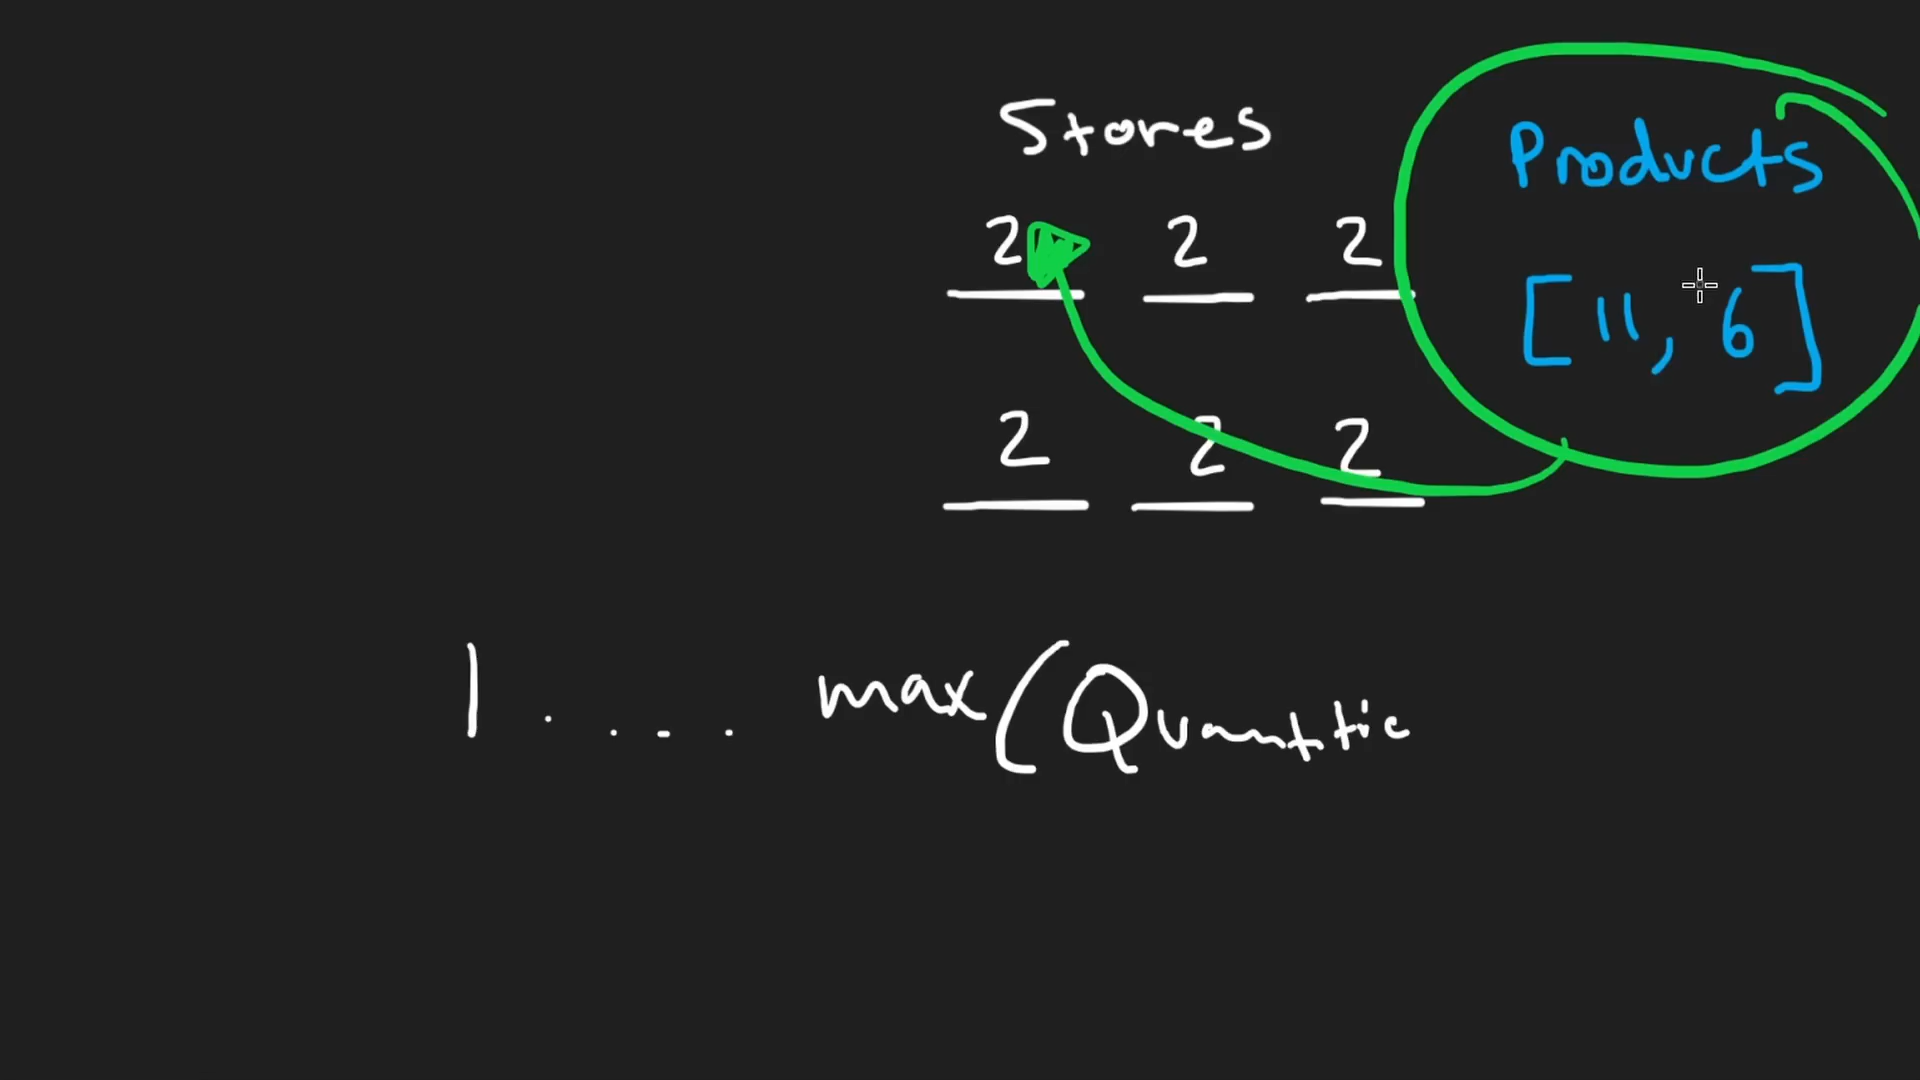 Stores
Products
2 2 2
[11, 6]
2 2 2
1 . . . . max(Quantitie